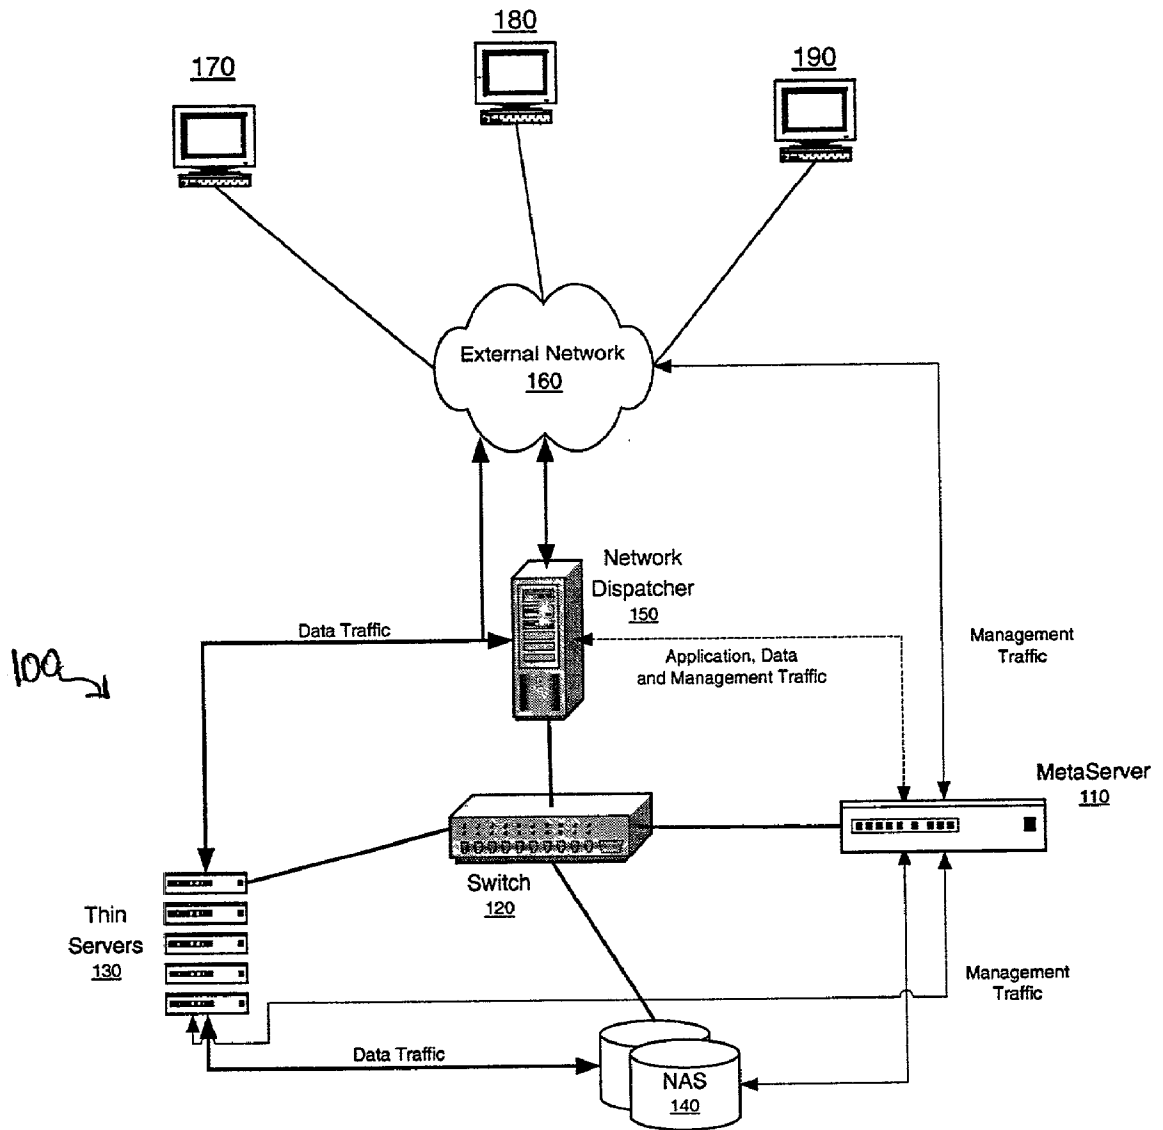 180
170
190
External Network
160
Network
Dispatcher
150
Data Traffic
Application, Data
and Management Traffic
Management
Traffic
100
MetaServer
110
Switch
120
Thin
Servers
130
Management
Traffic
Data Traffic
NAS
140